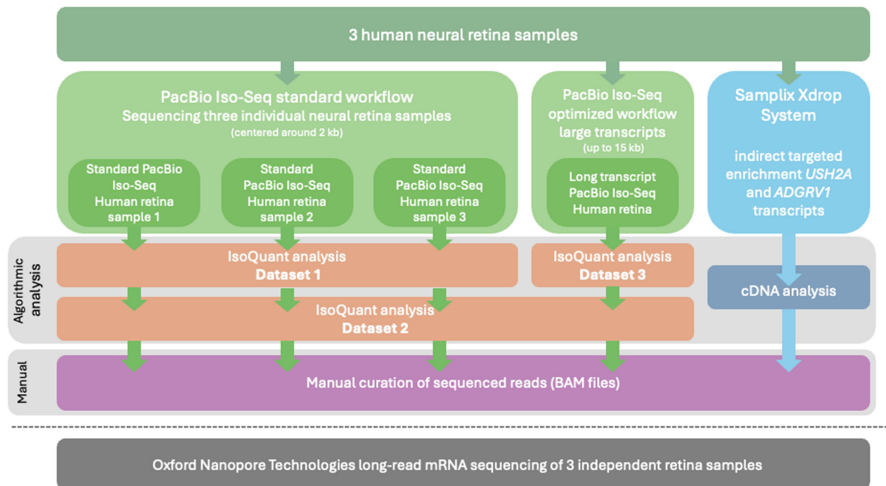 3 human neural retina samples
PacBio Iso-Seq standard workflow
Sequencing three individual neural retina samples
(centered around 2 kb)
Standard PacBio
Iso-Seq
Human retina
sample 1
Standard
PacBio Iso-Seq
Human retina
sample 2
Standard
PacBio Iso-Seq
Human retina
sample 3
PacBio Iso-Seq
optimized workflow
large transcripts
(up to 15 kb)
Long transcript
PacBio Iso-Seq
Human retina
Samplix Xdrop
System
indirect targeted
enrichment USH2A
and ADGRV1
transcripts
Algorithmic
analysis
IsoQuant analysis
Dataset 1
IsoQuant analysis
Dataset 3
cDNA analysis
IsoQuant analysis
Dataset 2
Manual
Manual curation of sequenced reads (BAM files)
Oxford Nanopore Technologies long-read mRNA sequencing of 3 independent retina samples